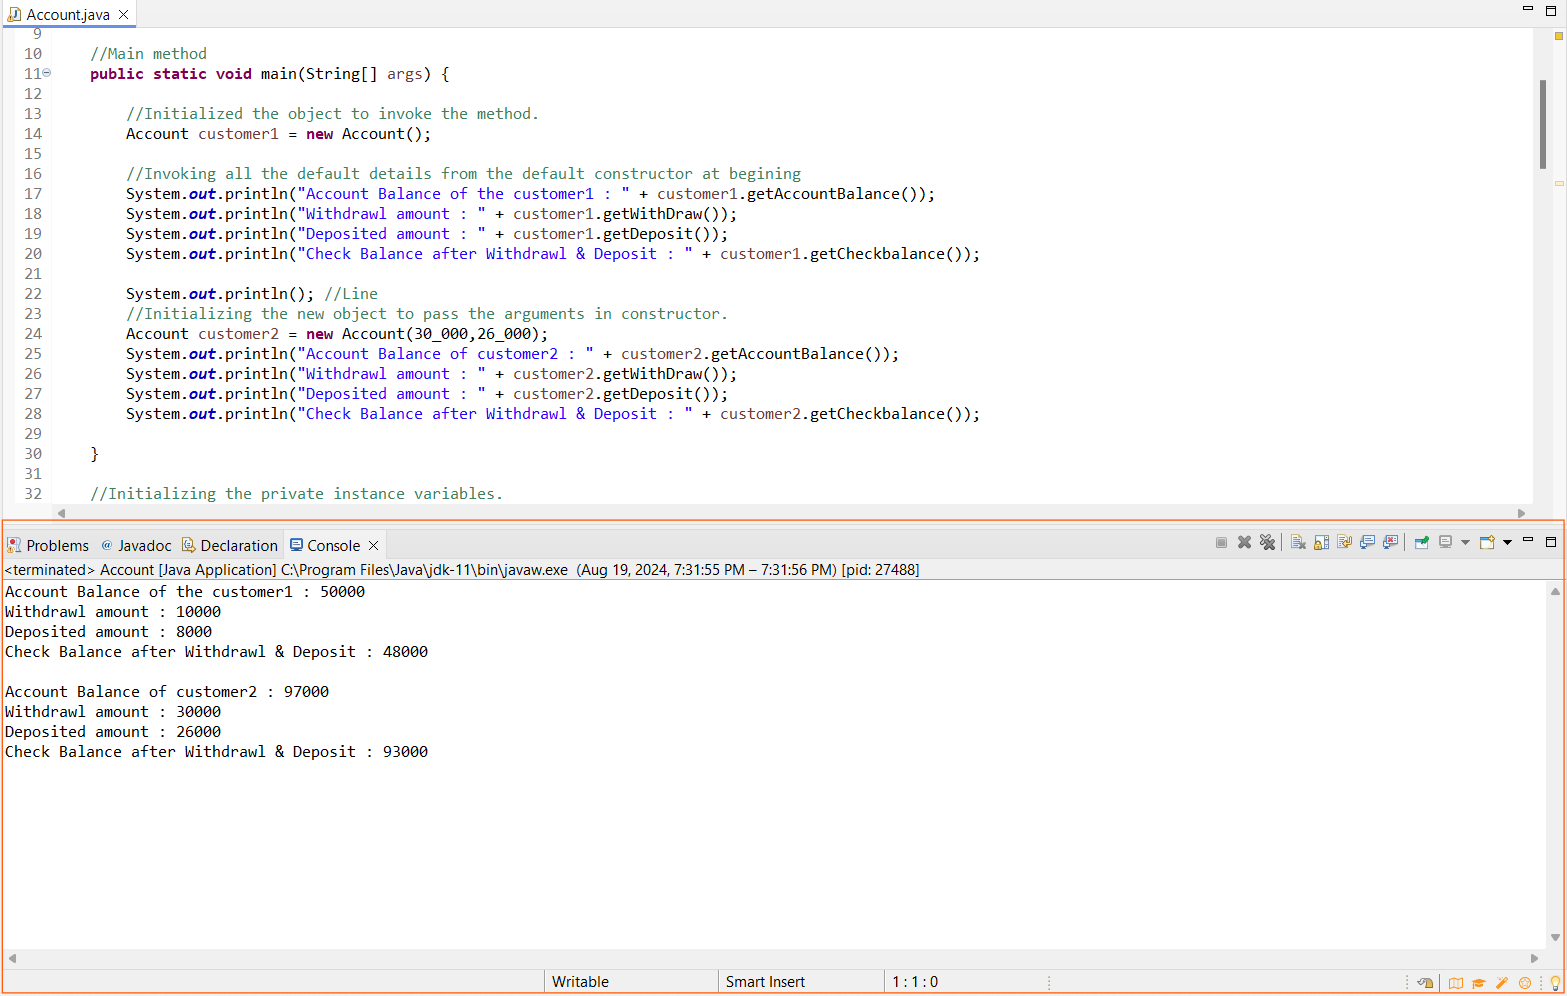 Account.java
9
10 //Main method
11 public static void main(String[] args) {
12
13 //Initialized the object to invoke the method.
14 Account customer1 = new Account();
15
16 //Invoking all the default details from the default constructor at begining
17 System.out.println("Account Balance of the customer1 : " + customer1.getAccountBalance());
18 System.out.println("Withdrawl amount : " + customer1.getWithDraw());
19 System.out.println("Deposited amount : " + customer1.getDeposit());
20 System.out.println("Check Balance after Withdrawl & Deposit : " + customer1.getCheckbalance());
21
22 System.out.println(); //Line
23 //Initializing the new object to pass the arguments in constructor.
24 Account customer2 = new Account(30_000,26_000);
25 System.out.println("Account Balance of customer2 : " + customer2.getAccountBalance());
26 System.out.println("Withdrawl amount : " + customer2.getWithDraw());
27 System.out.println("Deposited amount : " + customer2.getDeposit());
28 System.out.println("Check Balance after Withdrawl & Deposit : " + customer2.getCheckbalance());
29
30 }
31
32 //Initializing the private instance variables.
Problems @ Javadoc Declaration Console
<terminated> Account [Java Application] C:\Program Files\Java\jdk-11\bin\javaw.exe (Aug 19, 2024, 7:31:55 PM – 7:31:56 PM) [pid: 27488]
Account Balance of the customer1 : 50000
Withdrawl amount : 10000
Deposited amount : 8000
Check Balance after Withdrawl & Deposit : 48000
Account Balance of customer2 : 97000
Withdrawl amount : 30000
Deposited amount : 26000
Check Balance after Withdrawl & Deposit : 93000
Writable Smart Insert 1 : 1 : 0